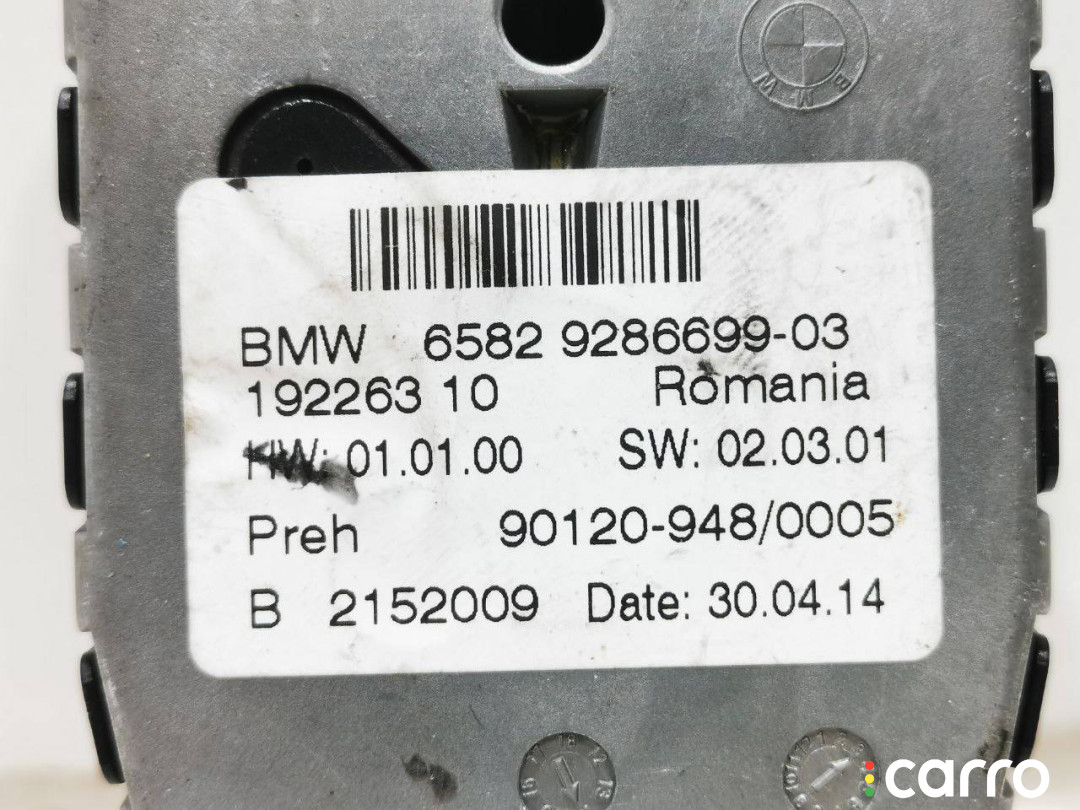 BMW
BMW 6582 9286699-03
192263 10 Romania
HW: 01.01.00 SW: 02.03.01
Preh 90120-948/0005
B 2152009 Date: 30.04.14
carro